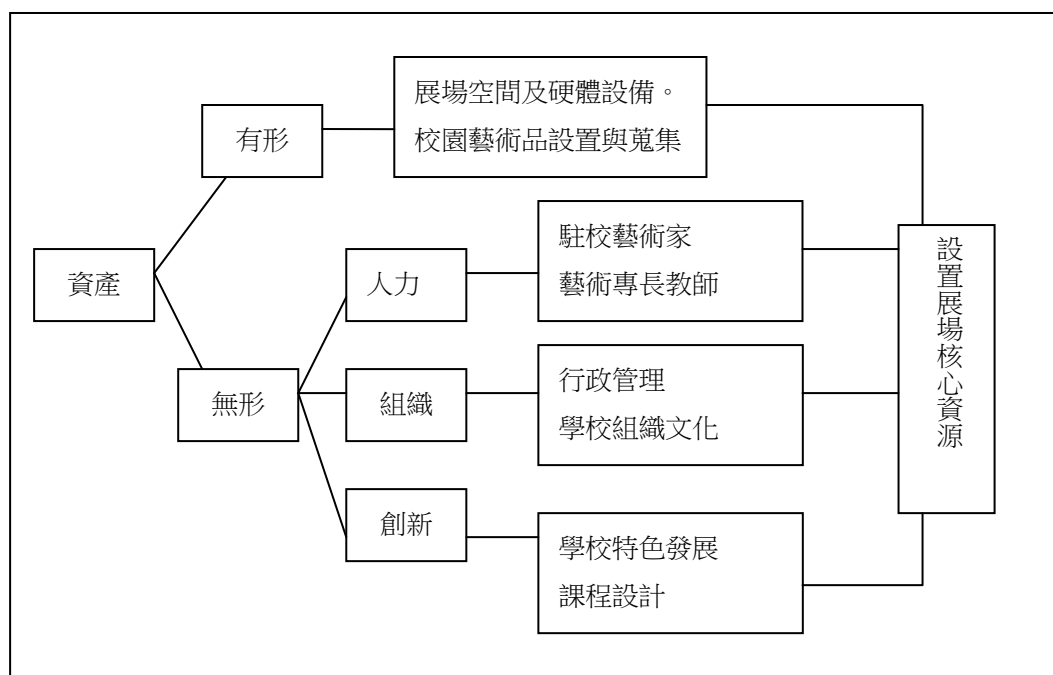 展場空間及硬體設備。
校園藝術品設置與蒐集
有形
資產
無形
人力
駐校藝術家
藝術專長教師
組織
行政管理
學校組織文化
創新
學校特色發展
課程設計
設置展場核心資源